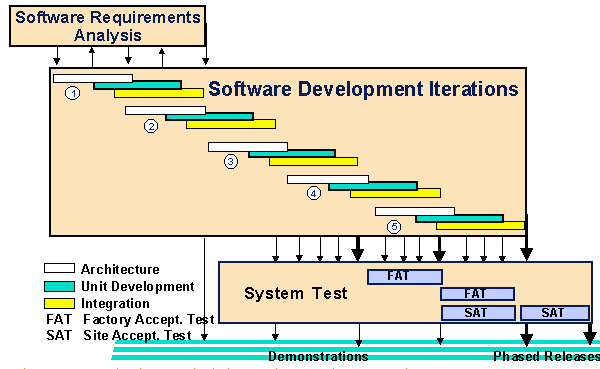 Software Requirements
Analysis
Software Development Iterations
1
2
3
4
5
Architecture
Unit Development
Integration
FAT Factory Accept. Test
SAT Site Accept. Test
System Test
FAT
FAT
SAT
SAT
Demonstrations
Phased Releases